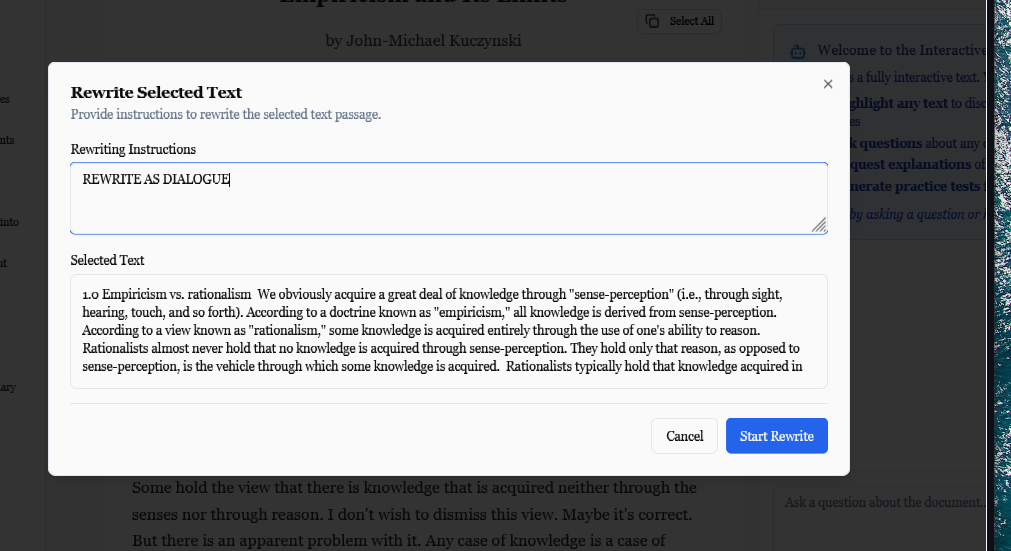 Empiricism and Its Limits
Select All
by John-Michael Kuczynski
Welcome to the Interactive
s a fully interactive text.
ghlight any text to disc
es
k questions about any
quest explanations of
nerate practice tests
by asking a question or
es
nts
into
nt
ary
Rewrite Selected Text
Provide instructions to rewrite the selected text passage.
Rewriting Instructions
REWRITE AS DIALOGUE
Selected Text
1.0 Empiricism vs. rationalism  We obviously acquire a great deal of knowledge through "sense-perception" (i.e., through sight,
hearing, touch, and so forth). According to a doctrine known as "empiricism," all knowledge is derived from sense-perception.
According to a view known as "rationalism," some knowledge is acquired entirely through the use of one's ability to reason.
Rationalists almost never hold that no knowledge is acquired through sense-perception. They hold only that reason, as opposed to
sense-perception, is the vehicle through which some knowledge is acquired.  Rationalists typically hold that knowledge acquired in
Cancel
Start Rewrite
Some hold the view that there is knowledge that is acquired neither through the
senses nor through reason. I don't wish to dismiss this view. Maybe it's correct.
But there is an apparent problem with it. Any case of knowledge is a case of
Ask a question about the document.